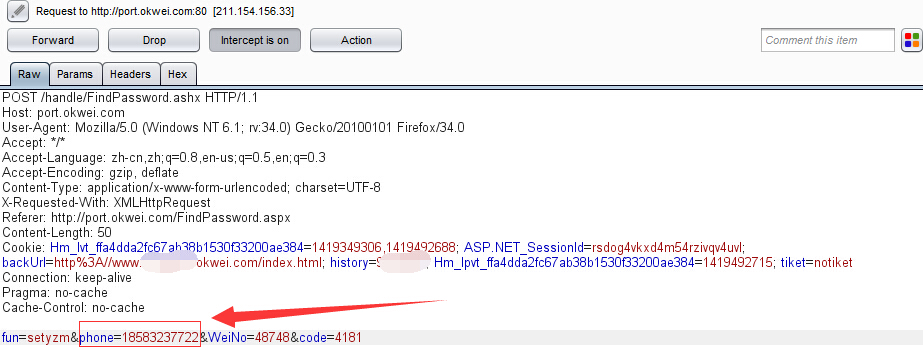 Request to http://port.okwei.com:80 [211.154.156.33]
Forward Drop Intercept is on Action Comment this item
Raw Params Headers Hex
POST /handle/FindPassword.ashx HTTP/1.1
Host: port.okwei.com
User-Agent: Mozilla/5.0 (Windows NT 6.1; rv:34.0) Gecko/20100101 Firefox/34.0
Accept: */*
Accept-Language: zh-cn,zh;q=0.8,en-us;q=0.5,en;q=0.3
Accept-Encoding: gzip, deflate
Content-Type: application/x-www-form-urlencoded; charset=UTF-8
X-Requested-With: XMLHttpRequest
Referer: http://port.okwei.com/FindPassword.aspx
Content-Length: 50
Cookie: Hm_lvt_ffa4dda2fc67ab38b1530f33200ae384=1419349306,1419492688; ASP.NET_SessionId=rsdog4vkxd4m54rzivqv4uvl;
backUrl=http%3A//www. okwei.com/index.html; history= ; Hm_lpvt_ffa4dda2fc67ab38b1530f33200ae384=1419492715; tiket=notiket
Connection: keep-alive
Pragma: no-cache
Cache-Control: no-cache
fun=setyzm&phone=18583237722&WeiNo=48748&code=4181